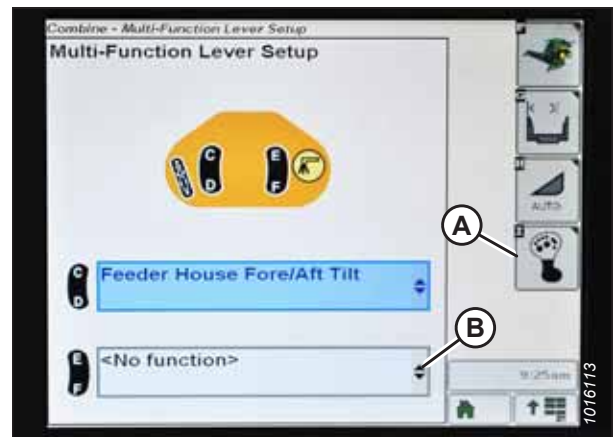 Combine - Multi-Function Lever Setup
Multi-Function Lever Setup
C
D
E
F
AUTO
A
C
D
Feeder House Fore/Aft Tilt
B
E
F
<No function>
9:25am
1016113